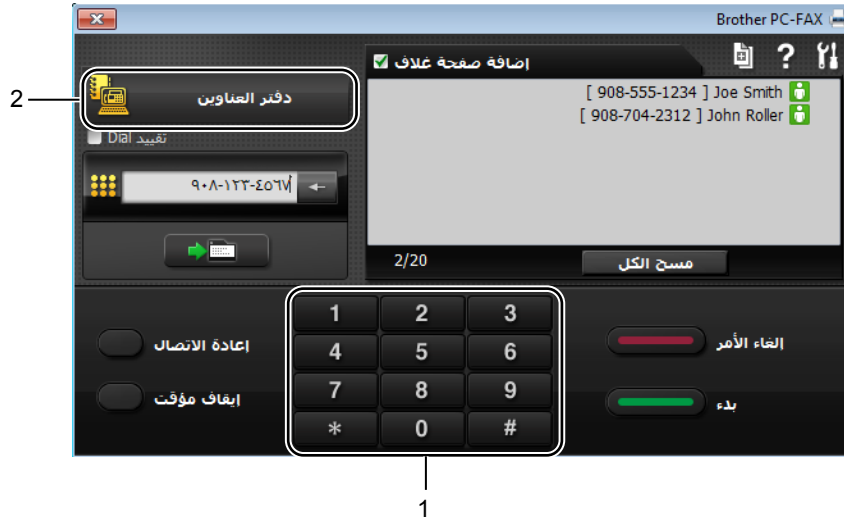 Brother PC-FAX
إضافة صفحة غلاف
[ 908-555-1234 ] Joe Smith
[ 908-704-2312 ] John Roller
2/20
مسح الكل
2
دفتر العناوين
تقييد Dial
٩٠٨-١٢٣-٤٥٦٧
1 2 3
4 5 6
7 8 9
* 0 #
إعادة الاتصال
إيقاف مؤقت
إلغاء الأمر
بدء
1